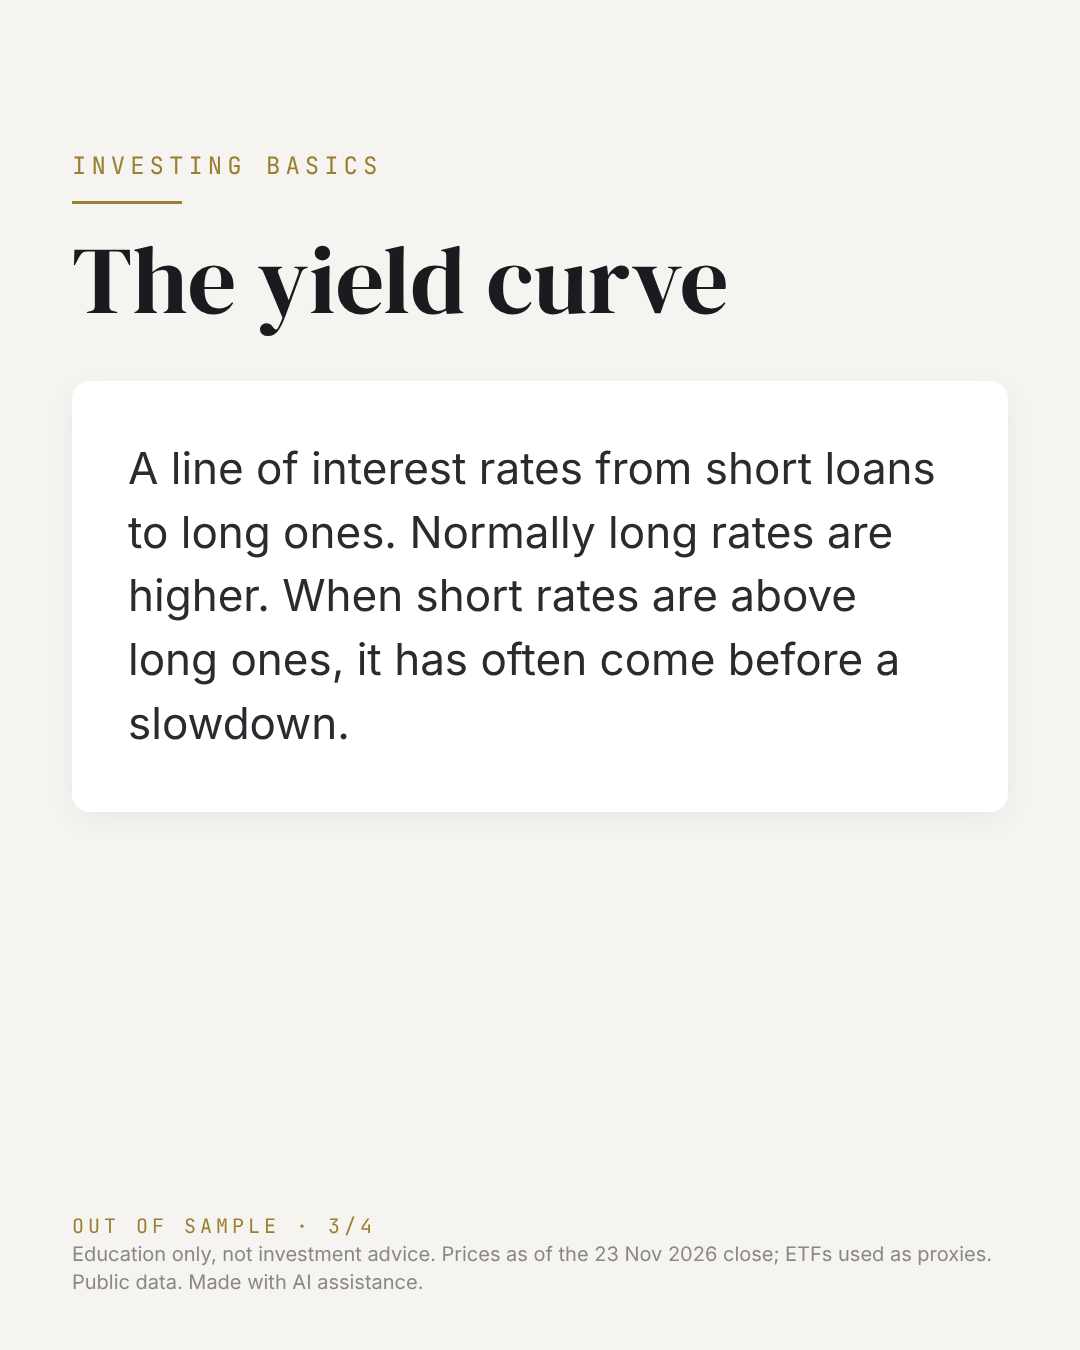 INVESTING BASICS
The yield curve
A line of interest rates from short loans
to long ones. Normally long rates are
higher. When short rates are above
long ones, it has often come before a
slowdown.
OUT OF SAMPLE · 3/4
Education only, not investment advice. Prices as of the 23 Nov 2026 close; ETFs used as proxies.
Public data. Made with AI assistance.